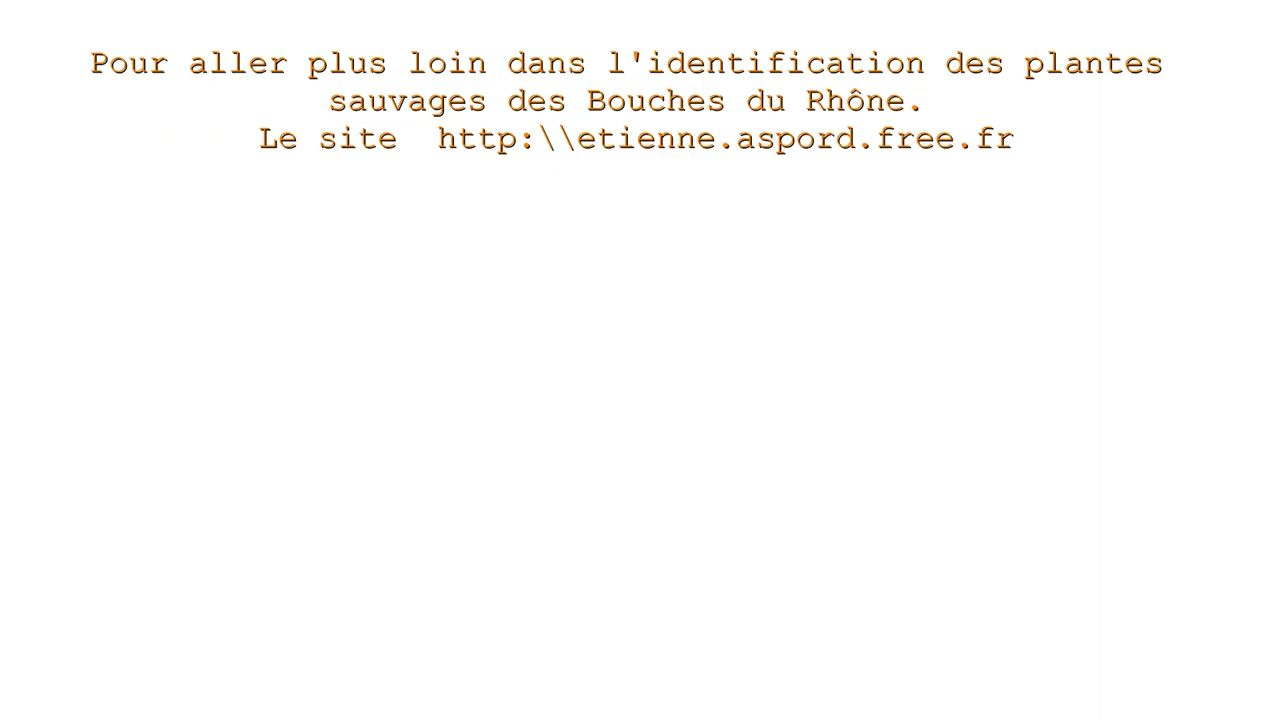 Pour aller plus loin dans l'identification des plantes
sauvages des Bouches du Rhône.
Le site  http:\\etienne.aspord.free.fr